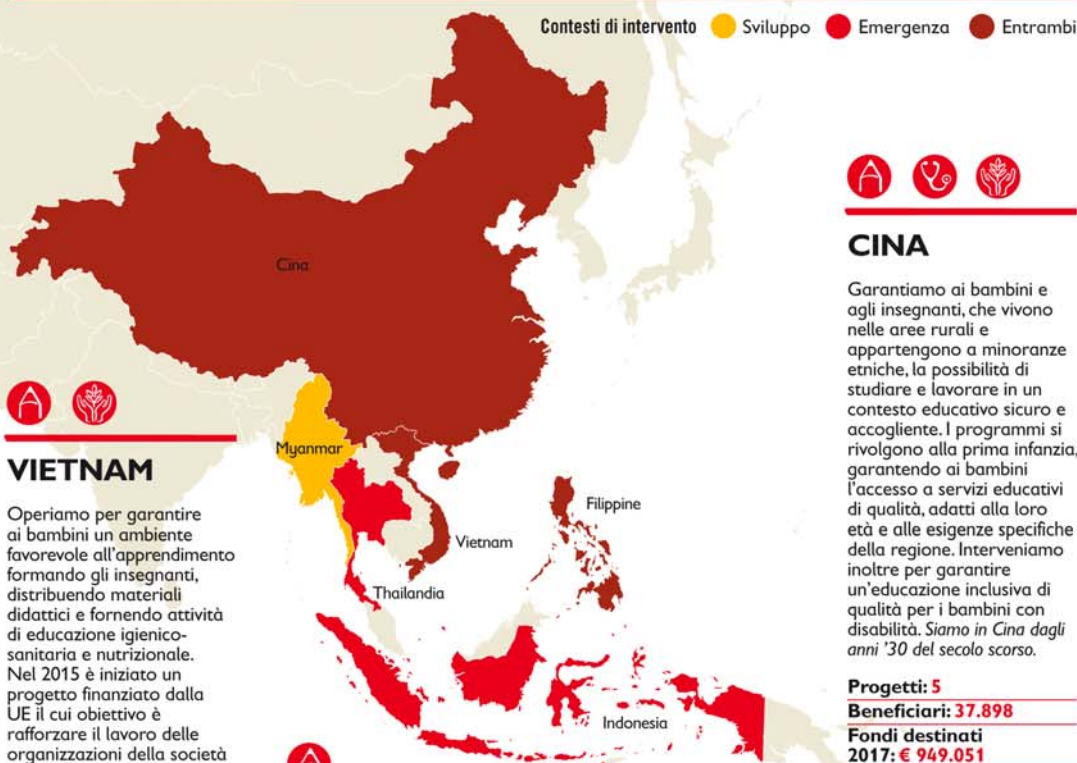 Contesti di intervento Sviluppo Emergenza Entrambi
Cina
Myanmar
Thailandia
Vietnam
Filippine
Indonesia
VIETNAM
Operiamo per garantire
ai bambini un ambiente
favorevole all'apprendimento
formando gli insegnanti,
distribuendo materiali
didattici e fornendo attività
di educazione igienico-
sanitaria e nutrizionale.
Nel 2015 è iniziato un
progetto finanziato dalla
UE il cui obiettivo è
rafforzare il lavoro delle
organizzazioni della società
CINA
Garantiamo ai bambini e
agli insegnanti, che vivono
nelle aree rurali e
appartengono a minoranze
etniche, la possibilità di
studiare e lavorare in un
contesto educativo sicuro e
accogliente. I programmi si
rivolgono alla prima infanzia,
garantendo ai bambini
l'accesso a servizi educativi
di qualità, adatti alla loro
età e alle esigenze specifiche
della regione. Interveniamo
inoltre per garantire
un'educazione inclusiva di
qualità per i bambini con
disabilità. Siamo in Cina dagli
anni '30 del secolo scorso.
Progetti: 5
Beneficiari: 37.898
Fondi destinati
2017: € 949.051